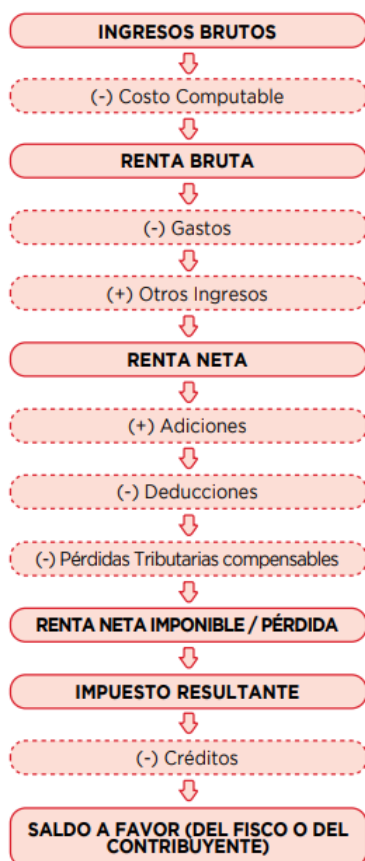 INGRESOS BRUTOS
(-) Costo Computable
RENTA BRUTA
(-) Gastos
(+) Otros Ingresos
RENTA NETA
(+) Adiciones
(-) Deducciones
(-) Pérdidas Tributarias compensables
RENTA NETA IMPONIBLE / PÉRDIDA
IMPUESTO RESULTANTE
(-) Créditos
SALDO A FAVOR (DEL FISCO O DEL
CONTRIBUYENTE)